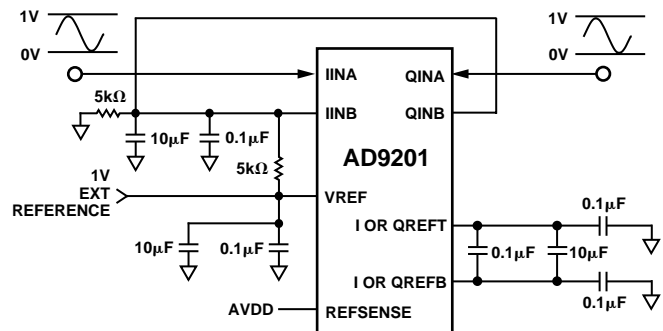 1V
0V
1V
0V
IINA
QINA
5kΩ
IINB
QINB
10µF
0.1µF
AD9201
5kΩ
1V
EXT
REFERENCE
VREF
0.1µF
I OR QREFT
10µF
0.1µF
0.1µF
10µF
I OR QREFB
0.1µF
AVDD
REFSENSE